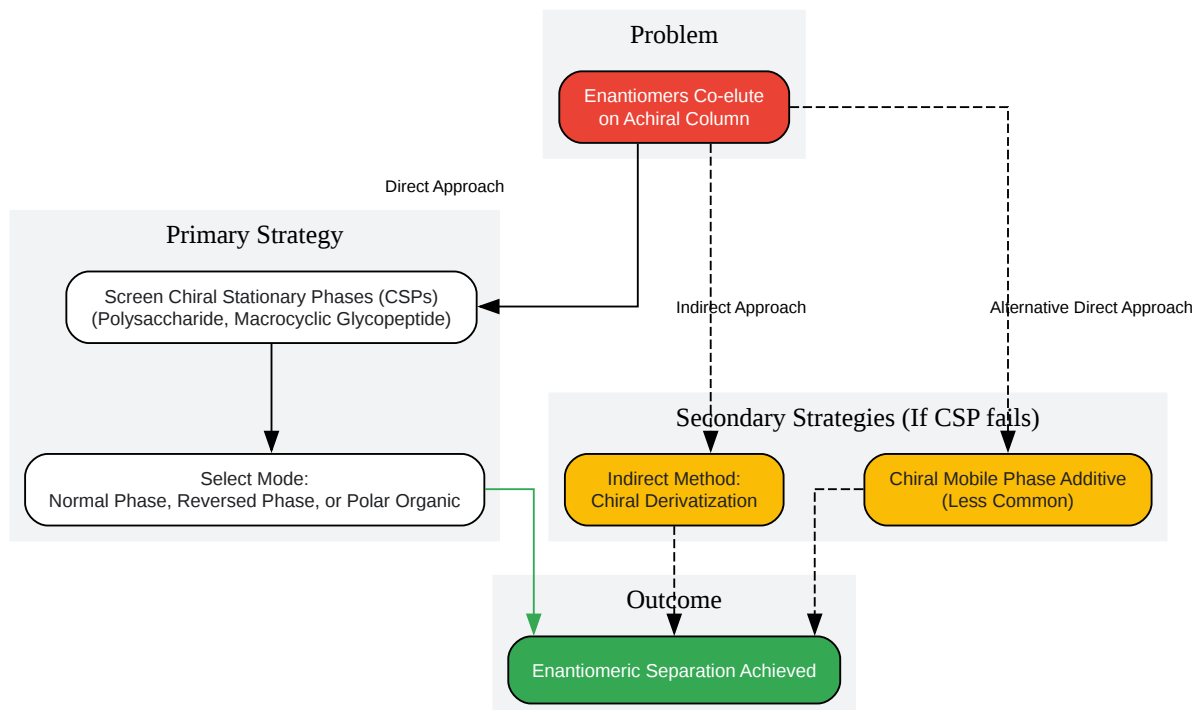 Problem
Enantiomers Co-elute
on Achiral Column
Direct Approach
Primary Strategy
Screen Chiral Stationary Phases (CSPs)
(Polysaccharide, Macrocyclic Glycopeptide)
Indirect Approach
Alternative Direct Approach
Secondary Strategies (If CSP fails)
Select Mode:
Normal Phase, Reversed Phase, or Polar Organic
Indirect Method:
Chiral Derivatization
Chiral Mobile Phase Additive
(Less Common)
Outcome
Enantiomeric Separation Achieved